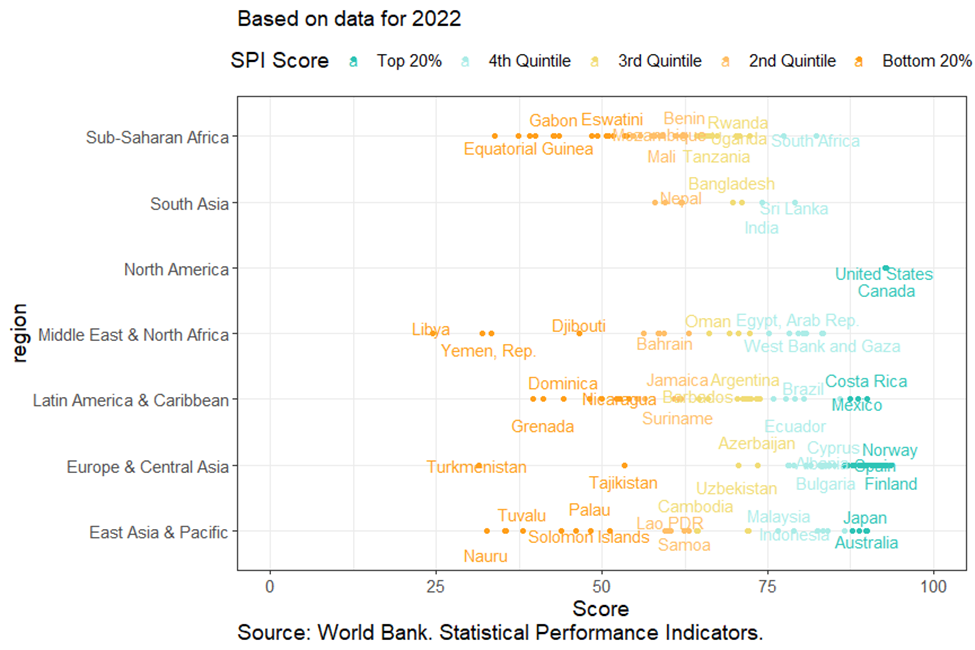 Based on data for 2022
SPI Score a Top 20% a 4th Quintile a 3rd Quintile a 2nd Quintile a Bottom 20%
region
Sub-Saharan Africa
Gabon Eswatini Benin Rwanda
Mozambique Uganda South Africa
Equatorial Guinea Mali Tanzania
South Asia
Bangladesh
Nepal Sri Lanka
India
North America
United States
Canada
Middle East & North Africa
Libya Djibouti Oman Egypt, Arab Rep.
Yemen, Rep. Bahrain West Bank and Gaza
Latin America & Caribbean
Dominica Jamaica Argentina Brazil Costa Rica
Nicaragua Barbados Mexico
Grenada Suriname Ecuador
Europe & Central Asia
Azerbaijan Cyprus Norway
Turkmenistan Albania Spain
Tajikistan Uzbekistan Bulgaria Finland
East Asia & Pacific
Tuvalu Palau Lao PDR Cambodia Malaysia Japan
Solomon Islands Indonesia Australia
Nauru Samoa
0 25 50 75 100
Score
Source: World Bank. Statistical Performance Indicators.